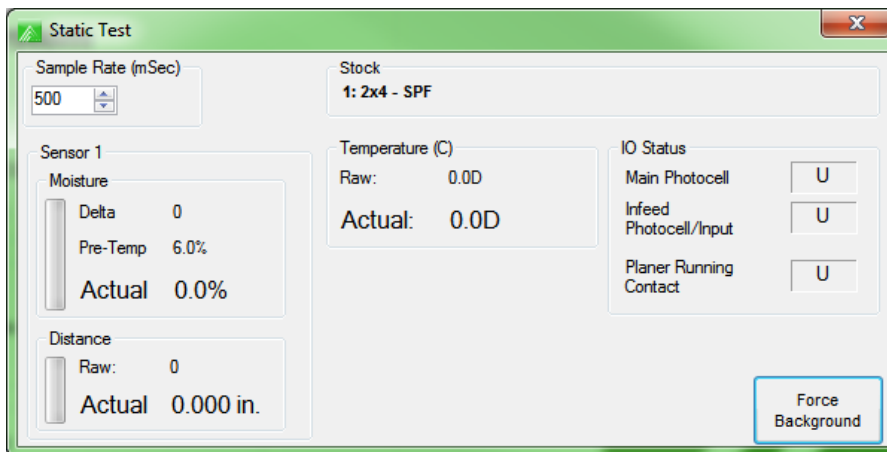 Static Test
Sample Rate (mSec)
500
Stock
1: 2x4 - SPF
Sensor 1
Moisture
Delta 0
Pre-Temp 6.0%
Actual 0.0%
Distance
Raw: 0
Actual 0.000 in.
Temperature (C)
Raw: 0.0D
Actual: 0.0D
IO Status
Main Photocell U
Infeed
Photocell/Input U
Planer Running
Contact U
Force
Background